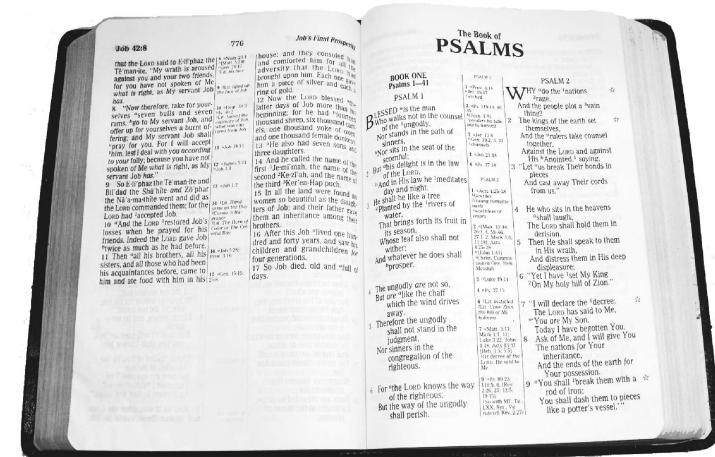 Job 42:8
776
Job's Final Prosperity
that the LORD said to Eliphaz the
Temanite, "My wrath is aroused
against you and your two friends,
for you have not spoken of Me
what is right, as My servant Job
has.
8 "Now therefore, take for your-
selves seven bulls and seven
rams, go to My servant Job, and
offer up for yourselves a burnt of-
fering; and My servant Job shall
pray for you. For I will accept
him, lest I deal with you according
to your folly; because you have not
spoken of Me what is right, as My
servant Job has."
9 So Eliphaz the Temanite and
Bildad the Shuhite and Zophar
the Naamathite went and did as
the LORD commanded them; for the
LORD had accepted Job.
10 And the LORD restored Job's
losses when he prayed for his
friends. Indeed the LORD gave Job
twice as much as he had before.
11 Then all his brothers, all his
sisters, and all those who had been
his acquaintances before, came to
him and ate food with him in his
house; and they consoled him
and comforted him for all the
adversity that the LORD had
brought upon him. Each one gave
him a piece of silver and each a
ring of gold.
12 Now the LORD blessed the
latter days of Job more than his
beginning; for he had fourteen
thousand sheep, six thousand cam-
els, one thousand yoke of oxen,
and one thousand female donkeys.
13 He also had seven sons and
three daughters.
14 And he called the name of the
first Jemimah, the name of the
second Keziah, and the name of
the third Keren-Happuch.
15 In all the land were found no
women so beautiful as the daugh-
ters of Job; and their father gave
them an inheritance among their
brothers.
16 After this Job lived one hun-
dred and forty years, and saw his
children and grandchildren for
four generations.
17 So Job died, old and full of
days.
The Book of
PSALMS
BOOK ONE
Psalms 1—41
PSALM 1
BLESSED is the man
Who walks not in the counsel
of the ungodly,
Nor stands in the path of
sinners,
Nor sits in the seat of the
scornful;
2 But his delight is in the law
of the LORD,
And in His law he meditates
day and night.
3 He shall be like a tree
Planted by the rivers of
water,
That brings forth its fruit in
its season,
Whose leaf also shall not
wither;
And whatever he does shall
prosper.
4 The ungodly are not so,
But are like the chaff
which the wind drives
away.
5 Therefore the ungodly
shall not stand in the
judgment,
Nor sinners in the
congregation of the
righteous.
6 For the LORD knows the way
of the righteous,
But the way of the ungodly
shall perish.
PSALM 1
PSALM 2
PSALM 2
WHY do the nations
rage,
And the people plot a vain
thing?
2 The kings of the earth set
themselves,
And the rulers take counsel
together,
Against the LORD and against
His Anointed, saying,
3 "Let us break Their bonds in
pieces
And cast away Their cords
from us."
4 He who sits in the heavens
shall laugh,
The LORD shall hold them in
derision.
5 Then He shall speak to them
in His wrath,
And distress them in His deep
displeasure:
6 "Yet I have set My King
On My holy hill of Zion."
7 "I will declare the decree:
The LORD has said to Me,
'You are My Son,
Today I have begotten You.
8 Ask of Me, and I will give You
The nations for Your
inheritance,
And the ends of the earth for
Your possession.
9 You shall break them with a
rod of iron;
You shall dash them to pieces
like a potter's vessel.'"